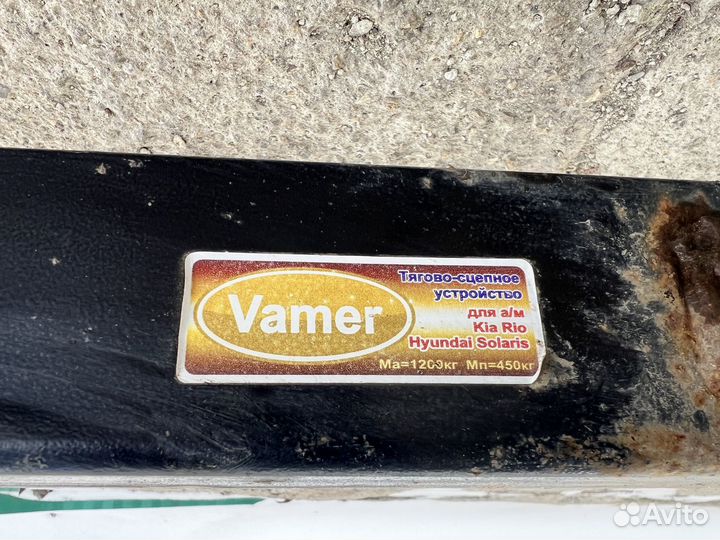 Vamer
Тягово-сцепное
устройство
для а/м
Kia Rio
Hyundai Solaris
Ма=1200кг Мп=450кг
Avito